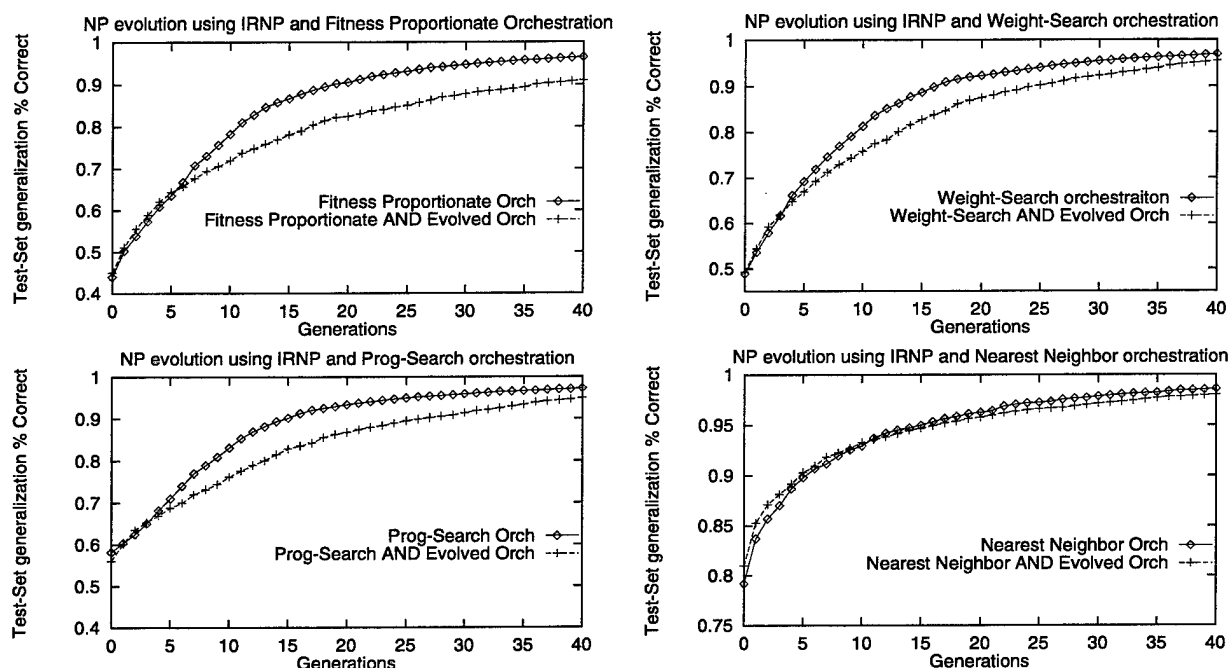 NP evolution using IRNP and Fitness Proportionate Orchestration
Test-Set generalization % Correct
1
0.9
0.8
0.7
0.6
0.5
0.4
Fitness Proportionate Orch
Fitness Proportionate AND Evolved Orch
0 5 10 15 20 25 30 35 40
Generations
NP evolution using IRNP and Weight-Search orchestration
Test-Set generalization % Correct
1
0.9
0.8
0.7
0.6
0.5
Weight-Search orchestraiton
Weight-Search AND Evolved Orch
0 5 10 15 20 25 30 35 40
Generations
NP evolution using IRNP and Prog-Search orchestration
Test-Set generalization % Correct
1
0.9
0.8
0.7
0.6
0.5
0.4
Prog-Search Orch
Prog-Search AND Evolved Orch
0 5 10 15 20 25 30 35 40
Generations
NP evolution using IRNP and Nearest Neighbor orchestration
Test-Set generalization % Correct
1
0.95
0.9
0.85
0.8
0.75
Nearest Neighbor Orch
Nearest Neighbor AND Evolved Orch
0 5 10 15 20 25 30 35 40
Generations